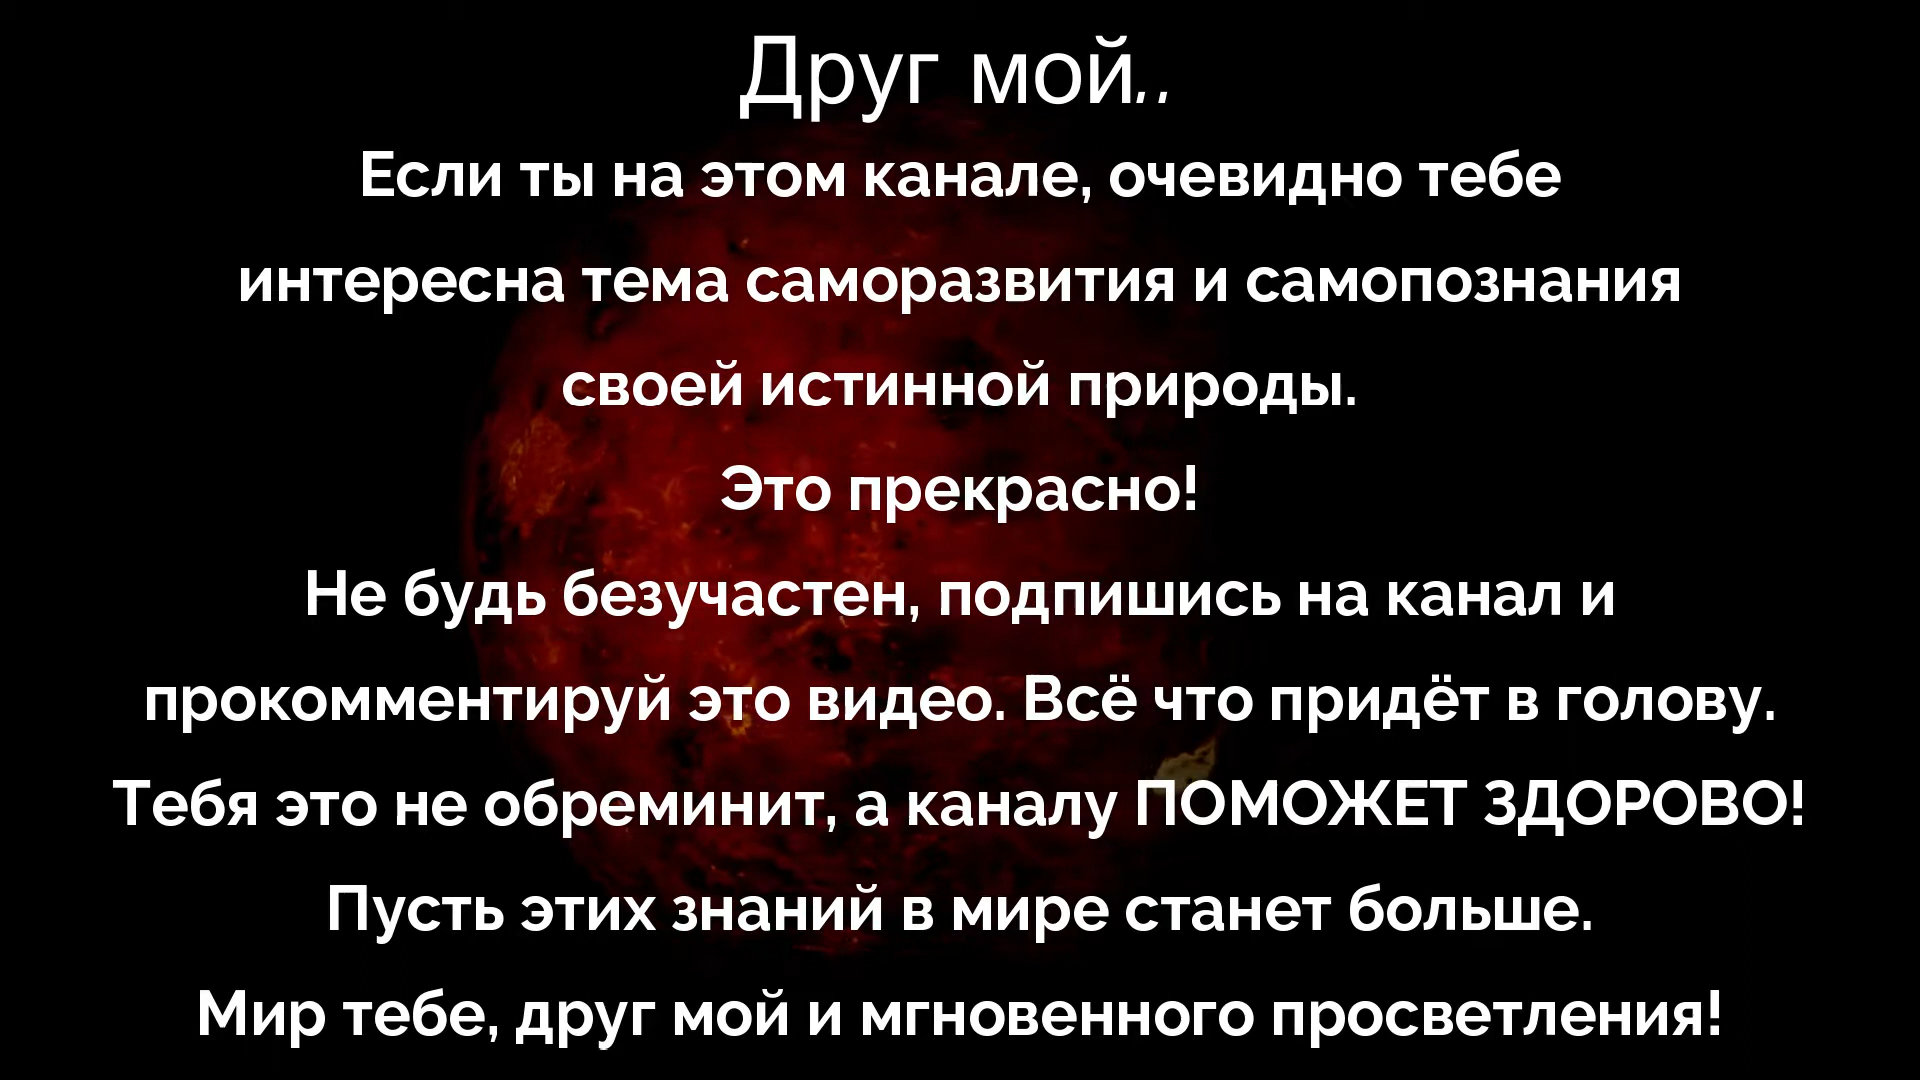 Друг мой..
Если ты на этом канале, очевидно тебе
интересна тема саморазвития и самопознания
своей истинной природы.
Это прекрасно!
Не будь безучастен, подпишись на канал и
прокомментируй это видео. Всё что придёт в голову.
Тебя это не обреминит, а каналу ПОМОЖЕТ ЗДОРОВО!
Пусть этих знаний в мире станет больше.
Мир тебе, друг мой и мгновенного просветления!